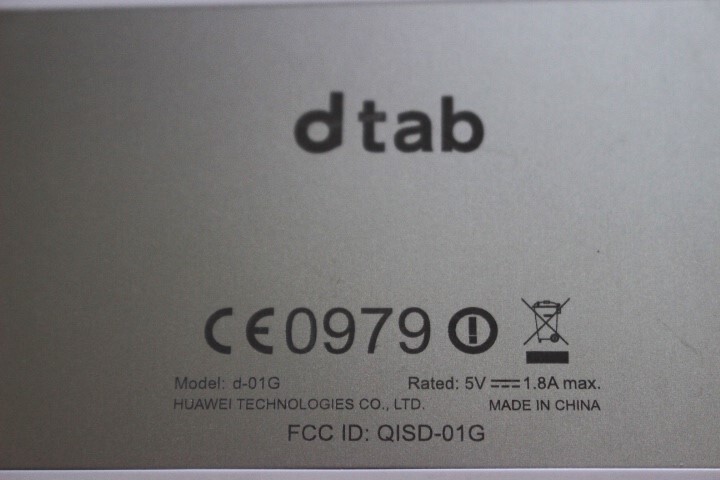 dtab
CE0979
Model: d-01G Rated: 5V⎓1.8A max.
HUAWEI TECHNOLOGIES CO., LTD. MADE IN CHINA
FCC ID: QISD-01G